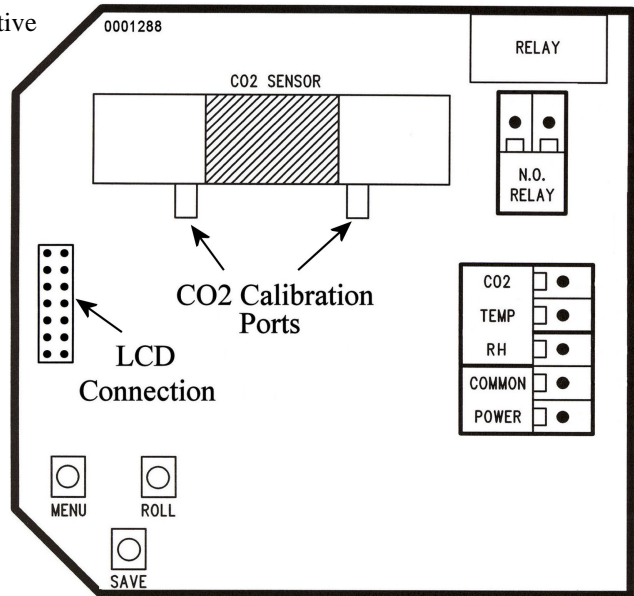 tive
0001288
RELAY
CO2 SENSOR
N.O.
RELAY
CO2 Calibration
Ports
LCD
Connection
CO2
TEMP
RH
COMMON
POWER
MENU
ROLL
SAVE